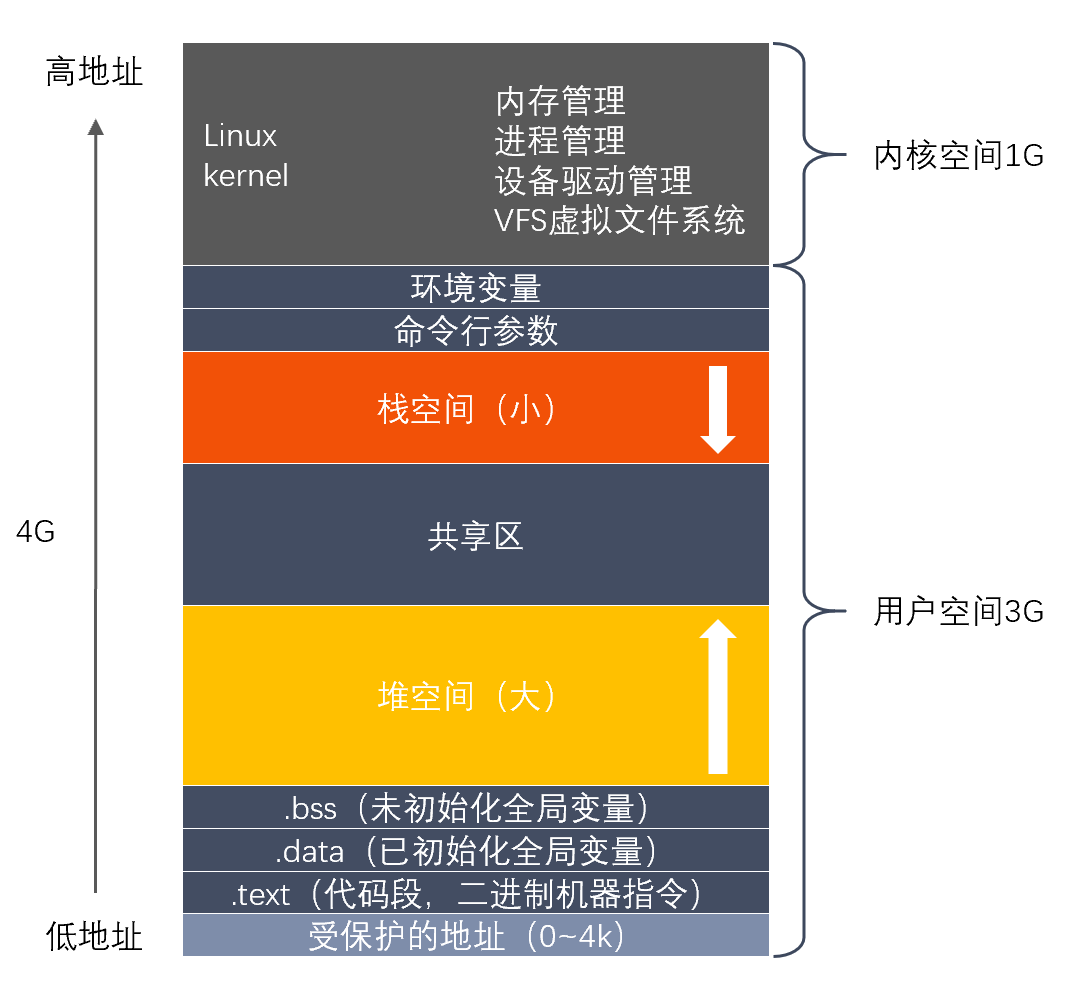 高地址
Linux
kernel
内存管理
进程管理
设备驱动管理
VFS虚拟文件系统
内核空间1G
环境变量
命令行参数
栈空间（小）
4G
共享区
用户空间3G
堆空间（大）
.bss（未初始化全局变量）
.data（已初始化全局变量）
.text（代码段，二进制机器指令）
低地址
受保护的地址（0~4k）